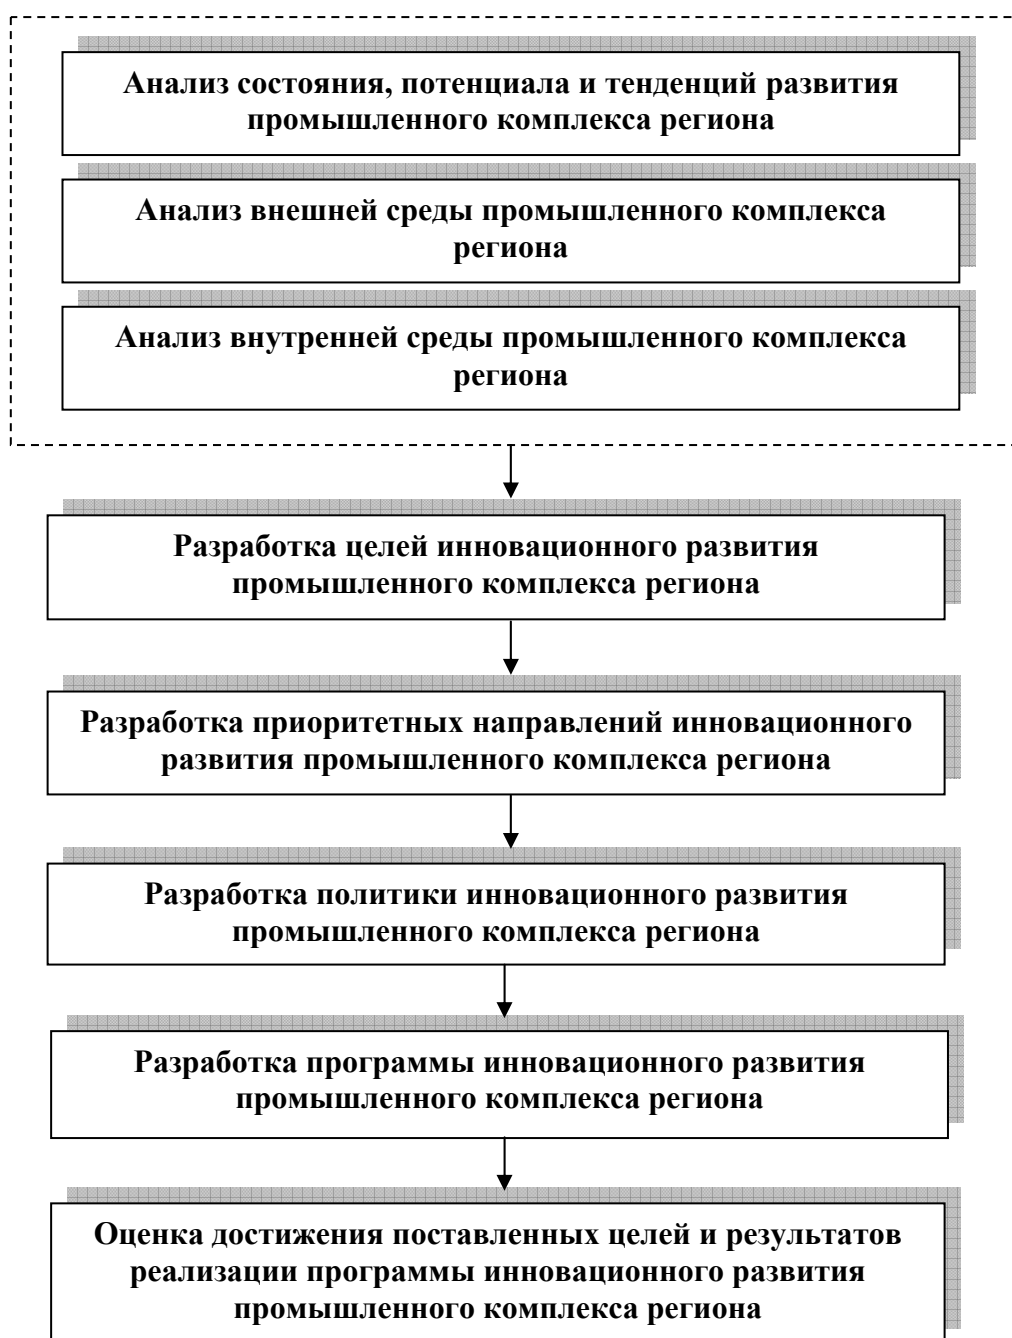 Анализ состояния, потенциала и тенденций развития
промышленного комплекса региона
Анализ внешней среды промышленного комплекса
региона
Анализ внутренней среды промышленного комплекса
региона
Разработка целей инновационного развития
промышленного комплекса региона
Разработка приоритетных направлений инновационного
развития промышленного комплекса региона
Разработка политики инновационного развития
промышленного комплекса региона
Разработка программы инновационного развития
промышленного комплекса региона
Оценка достижения поставленных целей и результатов
реализации программы инновационного развития
промышленного комплекса региона